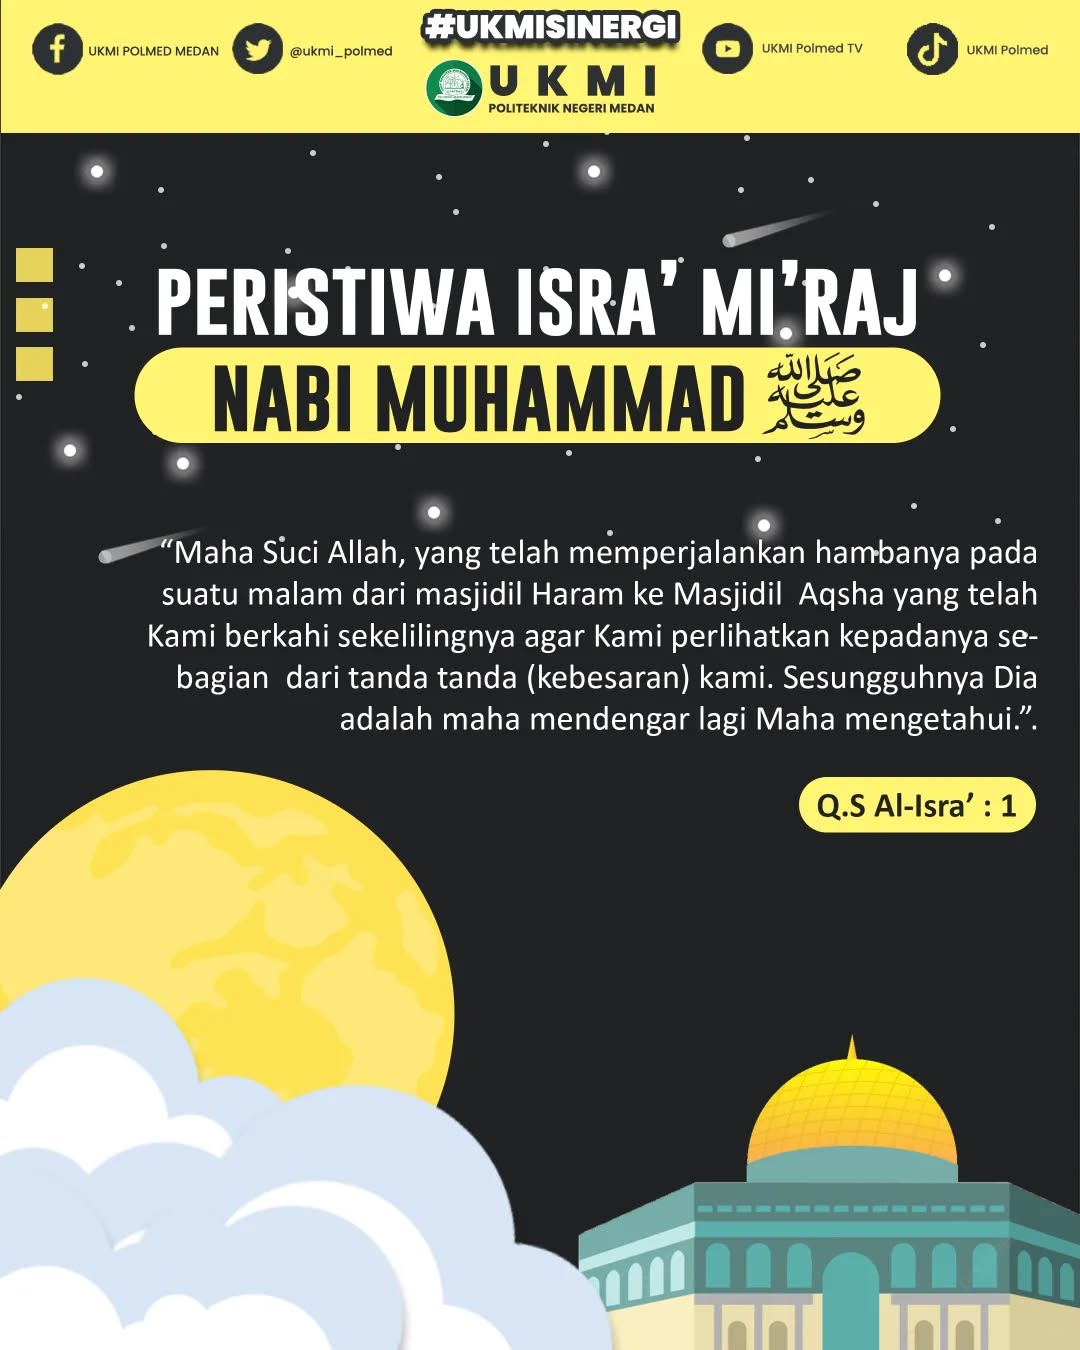 #UKMISINERGI
UKMI POLMED MEDAN
@ukmi_polmed
UKMI
POLITEKNIK NEGERI MEDAN
UKMI Polmed TV
UKMI Polmed
PERISTIWA ISRA’ MI’RAJ
NABI MUHAMMAD ﷺ
“Maha Suci Allah, yang telah memperjalankan hambanya pada
suatu malam dari masjidil Haram ke Masjidil  Aqsha yang telah
Kami berkahi sekelilingnya agar Kami perlihatkan kepadanya se-
bagian  dari tanda tanda (kebesaran) kami. Sesungguhnya Dia
adalah maha mendengar lagi Maha mengetahui.”.
Q.S Al-Isra’ : 1